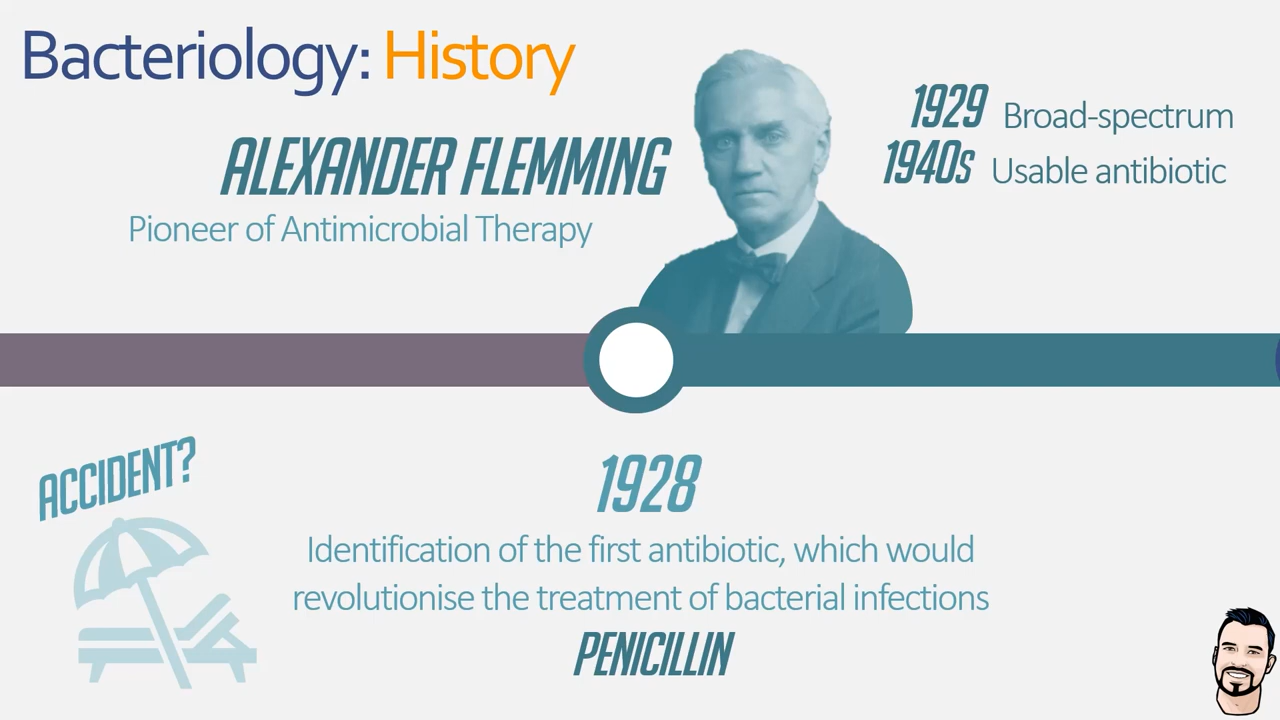 Bacteriology: History
ALEXANDER FLEMMING
Pioneer of Antimicrobial Therapy
1929 Broad-spectrum
1940s Usable antibiotic
ACCIDENT?
1928
Identification of the first antibiotic, which would
revolutionise the treatment of bacterial infections
PENICILLIN